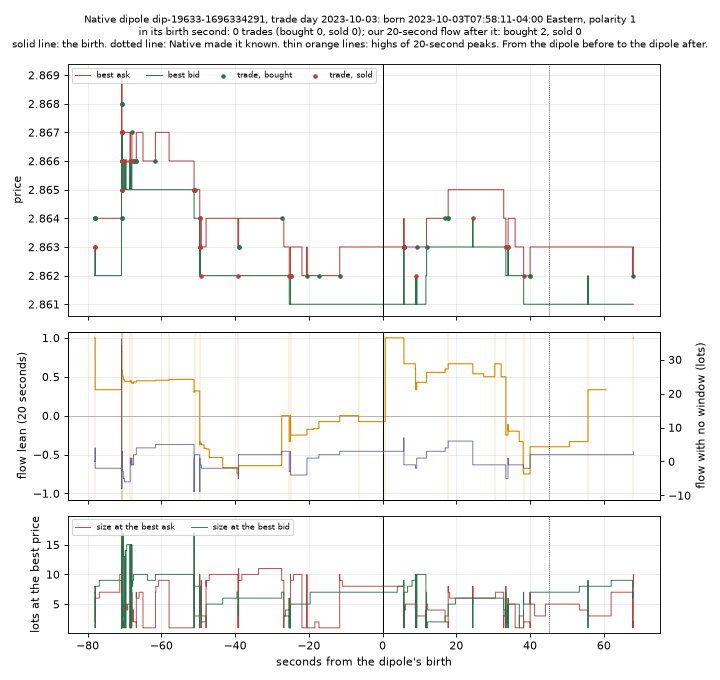 Native dipole dip-19633-1696334291, trade day 2023-10-03: born 2023-10-03T07:58:11-04:00 Eastern, polarity 1
in its birth second: 0 trades (bought 0, sold 0); our 20-second flow after it: bought 2, sold 0
solid line: the birth. dotted line: Native made it known. thin orange lines: highs of 20-second peaks. From the dipole before to the dipole after.
best ask
best bid
trade, bought
trade, sold
2.869
2.868
2.867
2.866
2.865
2.864
2.863
2.862
2.861
price
1.0
0.5
0.0
−0.5
−1.0
flow lean (20 seconds)
30
20
10
0
−10
flow with no window (lots)
size at the best ask
size at the best bid
15
10
5
lots at the best price
−80
−60
−40
−20
0
20
40
60
seconds from the dipole's birth